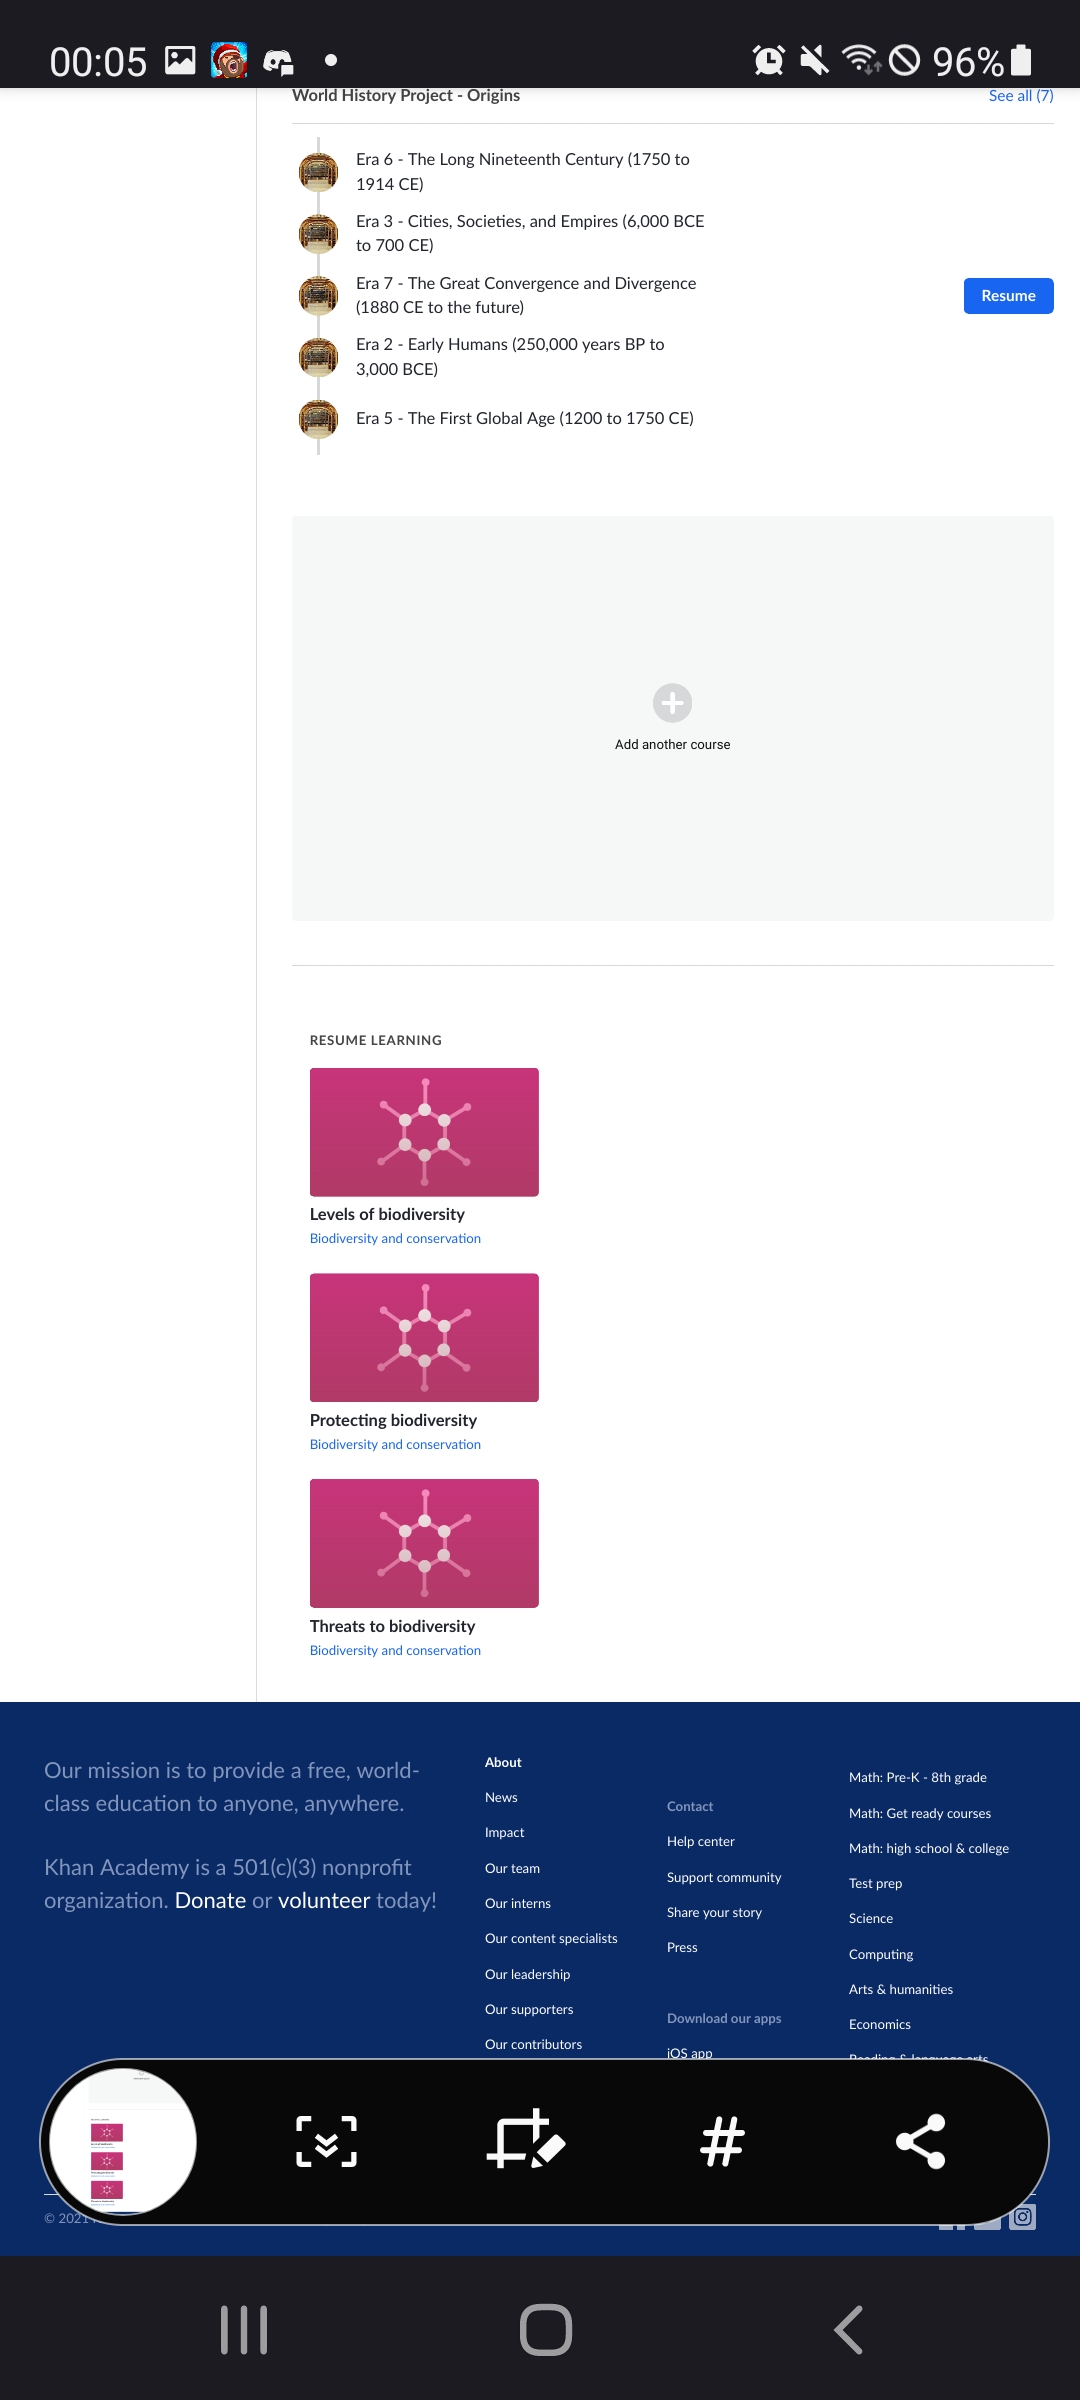 00:05
96%
World History Project - Origins
See all (7)
Era 6 - The Long Nineteenth Century (1750 to
1914 CE)
Era 3 - Cities, Societies, and Empires (6,000 BCE
to 700 CE)
Era 7 - The Great Convergence and Divergence
(1880 CE to the future)
Resume
Era 2 - Early Humans (250,000 years BP to
3,000 BCE)
Era 5 - The First Global Age (1200 to 1750 CE)
Add another course
RESUME LEARNING
Levels of biodiversity
Biodiversity and conservation
Protecting biodiversity
Biodiversity and conservation
Threats to biodiversity
Biodiversity and conservation
Our mission is to provide a free, world-
class education to anyone, anywhere.
Khan Academy is a 501(c)(3) nonprofit
organization. Donate or volunteer today!
About
News
Impact
Our team
Our interns
Our content specialists
Our leadership
Our supporters
Our contributors
Contact
Help center
Support community
Share your story
Press
Download our apps
iOS app
Math: Pre-K - 8th grade
Math: Get ready courses
Math: high school & college
Test prep
Science
Computing
Arts & humanities
Economics
Reading & language arts
© 2021